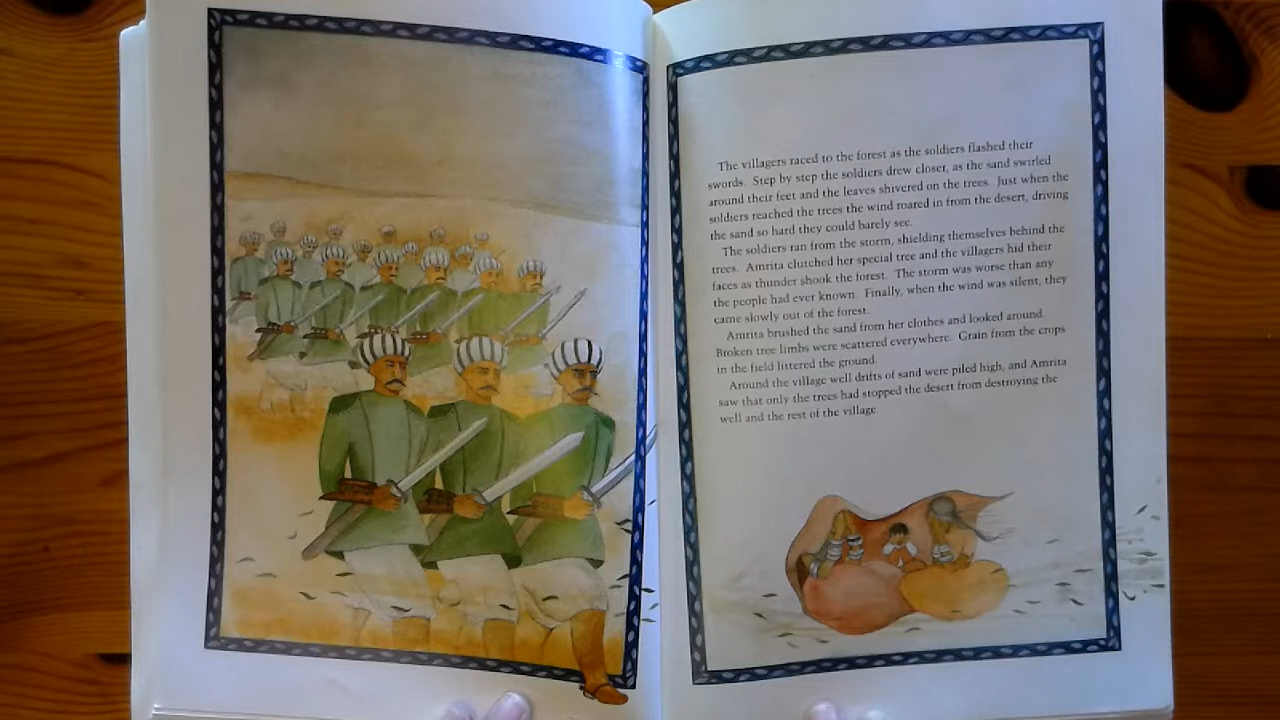 The villagers raced to the forest as the soldiers flashed their
swords. Step by step the soldiers drew closer, as the sand swirled
around their feet and the leaves shivered on the trees. Just when the
soldiers reached the trees the wind roared in from the desert, driving
the sand so hard they could barely see.
The soldiers ran from the storm, shielding themselves behind the
trees. Amrita clutched her special tree and the villagers hid their
faces as thunder shook the forest. The storm was worse than any
the people had ever known. Finally, when the wind was silent, they
came slowly out of the forest.
Amrita brushed the sand from her clothes and looked around.
Broken tree limbs were scattered everywhere. Grain from the crops
in the field littered the ground.
Around the village well drifts of sand were piled high, and Amrita
saw that only the trees had stopped the desert from destroying the
well and the rest of the village.